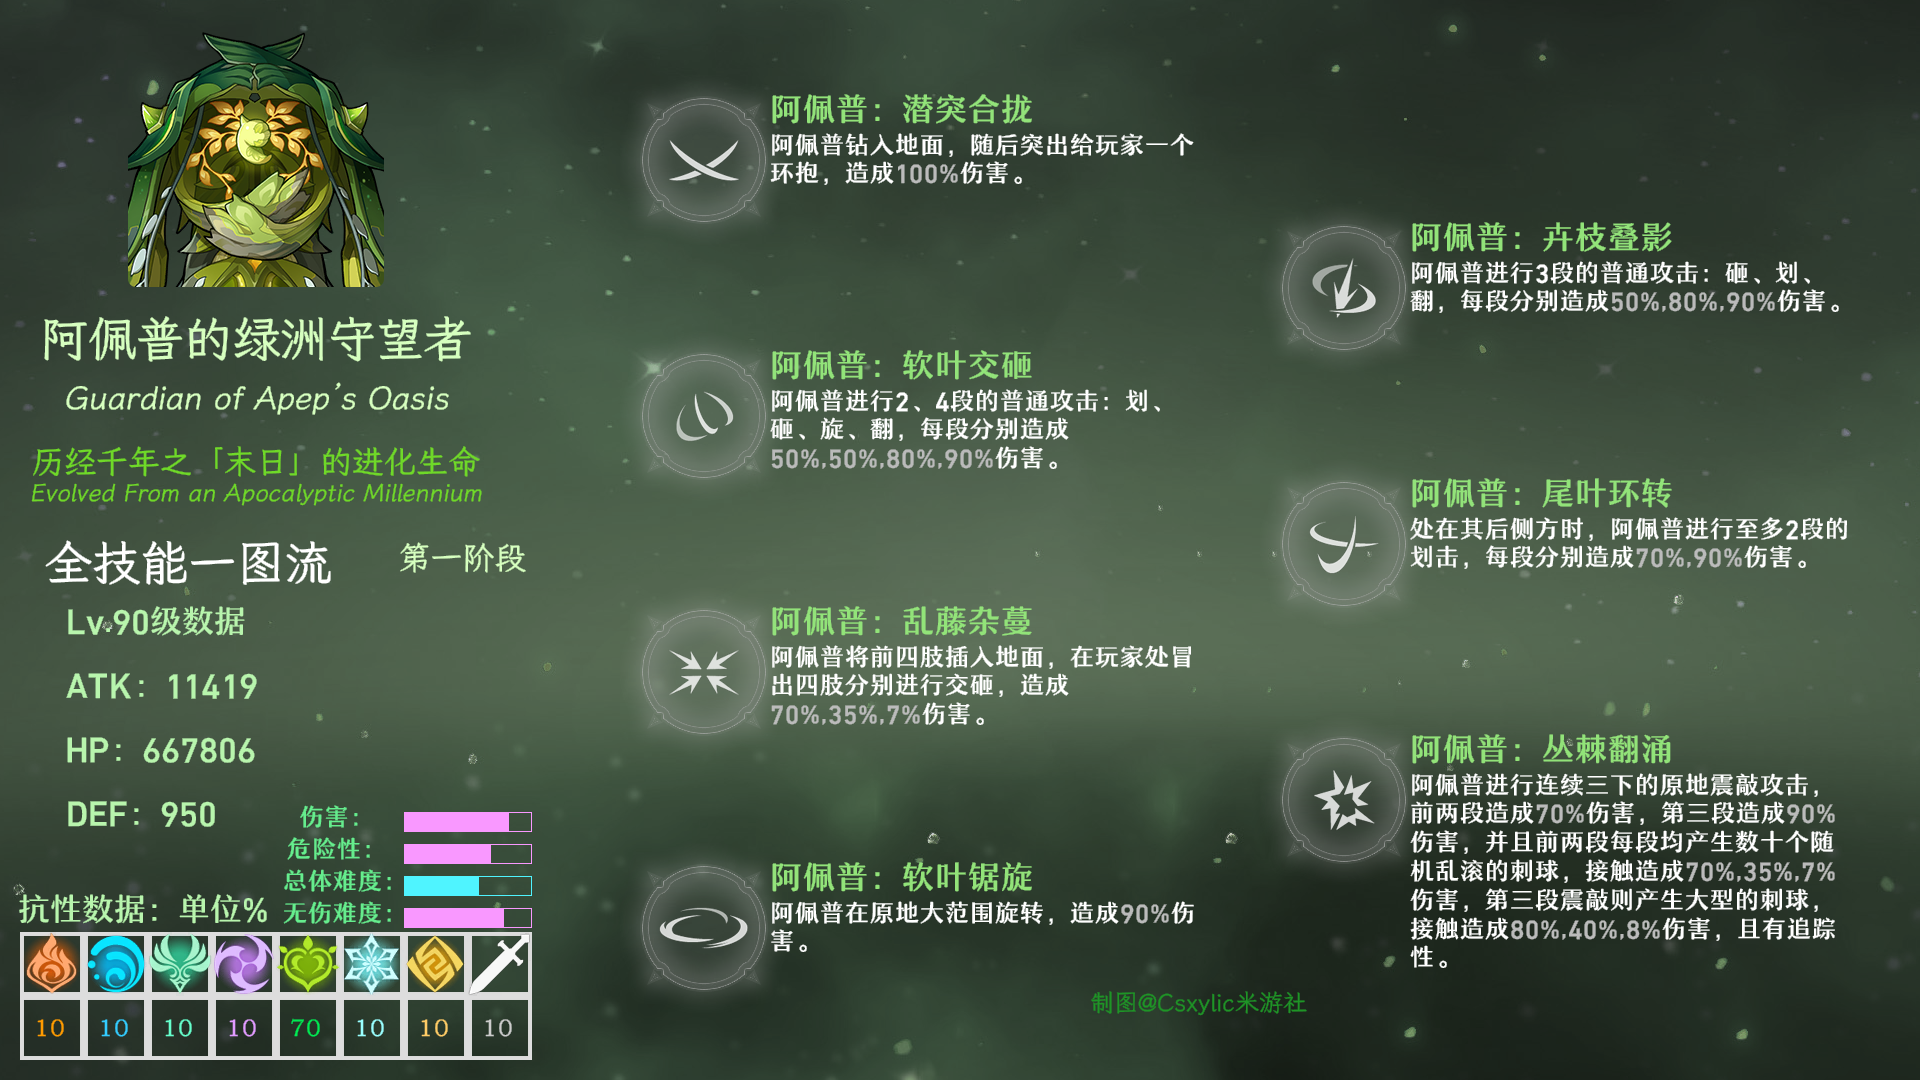 阿佩普的绿洲守望者
Guardian of Apep's Oasis
历经千年之「末日」的进化生命
Evolved From an Apocalyptic Millennium
全技能一图流
第一阶段
Lv.90级数据
ATK：11419
HP：667806
DEF：950
伤害：
危险性：
总体难度：
无伤难度：
抗性数据：单位%
10 10 10 10 70 10 10 10
阿佩普：潜突合拢
阿佩普钻入地面，随后突出给玩家一个
环抱，造成100%伤害。
阿佩普：软叶交砸
阿佩普进行2、4段的普通攻击：划、
砸、旋、翻，每段分别造成
50%,50%,80%,90%伤害。
阿佩普：乱藤杂蔓
阿佩普将前四肢插入地面，在玩家处冒
出四肢分别进行交砸，造成
70%,35%,7%伤害。
阿佩普：软叶锯旋
阿佩普在原地大范围旋转，造成90%伤
害。
阿佩普：卉枝叠影
阿佩普进行3段的普通攻击：砸、划、
翻，每段分别造成50%,80%,90%伤害。
阿佩普：尾叶环转
处在其后侧方时，阿佩普进行至多2段的
划击，每段分别造成70%,90%伤害。
阿佩普：丛棘翻涌
阿佩普进行连续三下的原地震敲攻击，
前两段造成70%伤害，第三段造成90%
伤害，并且前两段每段均产生数十个随
机乱滚的刺球，接触造成70%,35%,7%
伤害，第三段震敲则产生大型的刺球，
接触造成80%,40%,8%伤害，且有追踪
性。
制图@Csxylic米游社